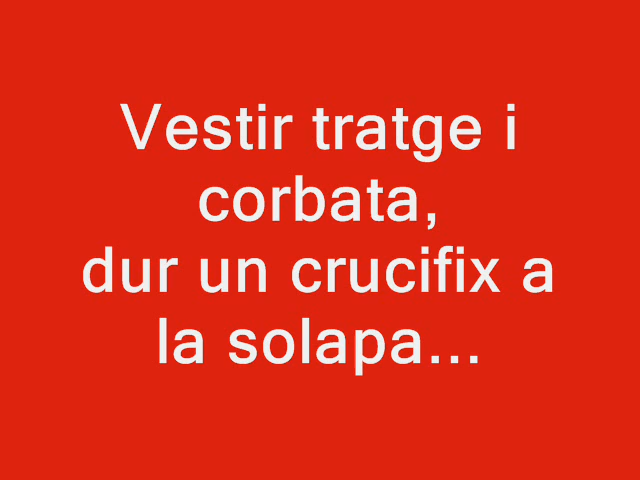 Vestir tratge i
corbata,
dur un crucifix a
la solapa...